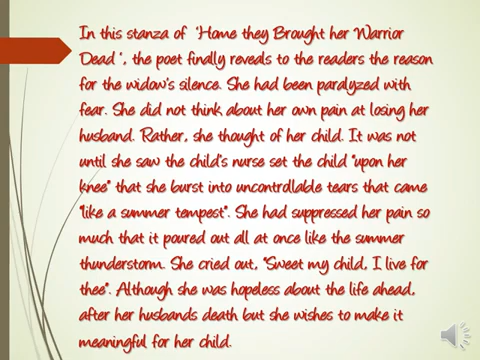 In this stanza of 'Home they Brought her Warrior
Dead', the poet finally reveals to the readers the reason
for the widow's silence. She had been paralyzed with
fear. She did not think about her own pain at losing her
husband. Rather, she thought of her child. It was not
until she saw the child's nurse set the child "upon her
knee" that she burst into uncontrollable tears that came
"like a summer tempest". She had suppressed her pain so
much that it poured out all at once like the summer
thunderstorm. She cried out, "Sweet my child, I live for
thee". Although she was hopeless about the life ahead,
after her husbands death but she wishes to make it
meaningful for her child.